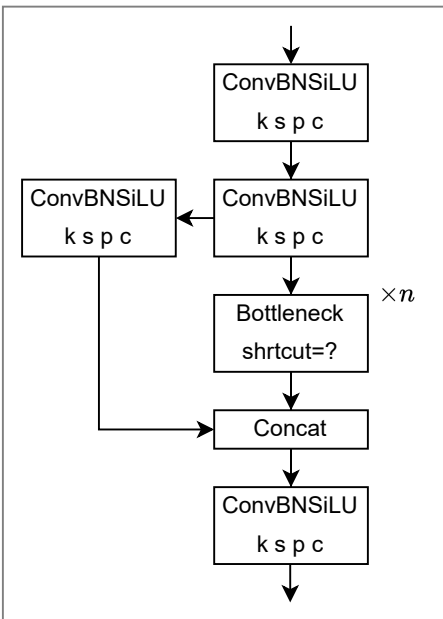 ConvBNSiLU
k s p c
ConvBNSiLU
k s p c
ConvBNSiLU
k s p c
×n
Bottleneck
shrtcut=?
Concat
ConvBNSiLU
k s p c